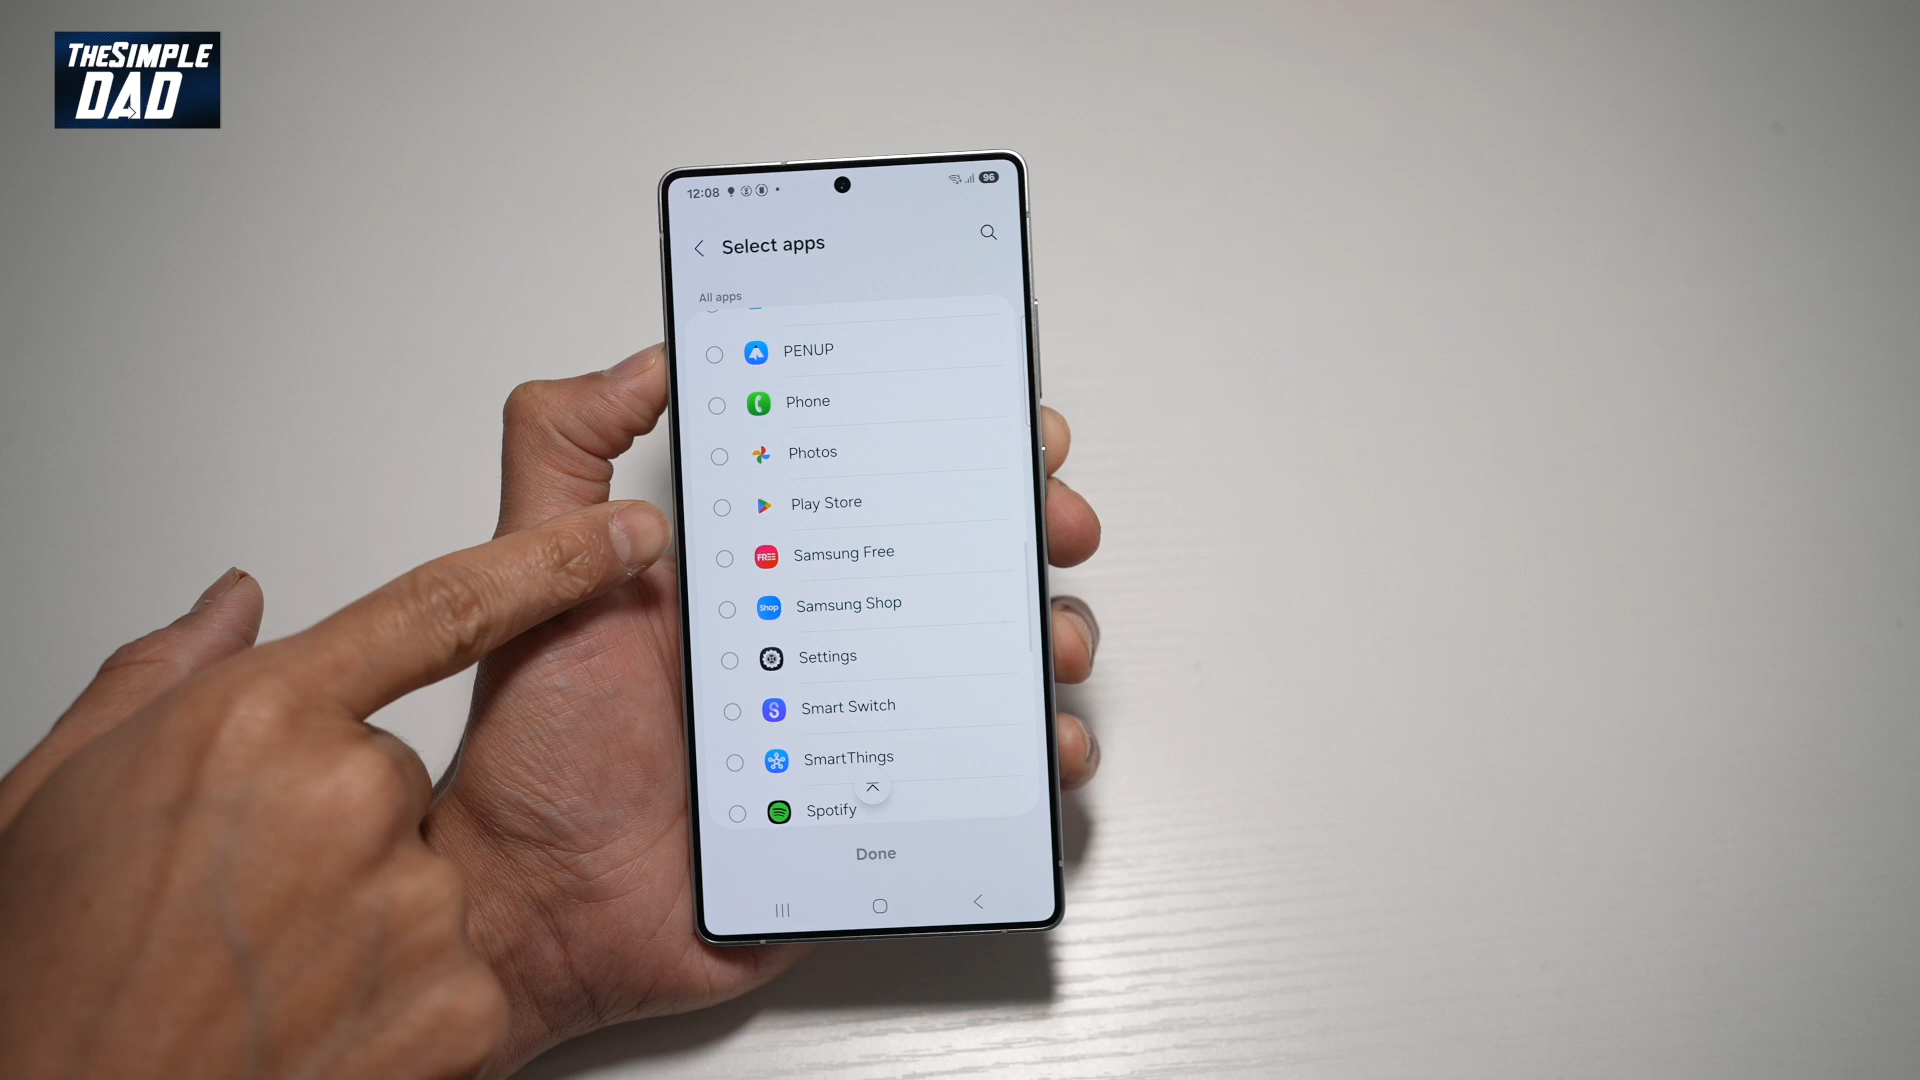 THESIMPLE
DAD
12:08
96
Select apps
All apps
PENUP
Phone
Photos
Play Store
FREE
Samsung Free
Shop
Samsung Shop
Settings
S
Smart Switch
SmartThings
Spotify
Done